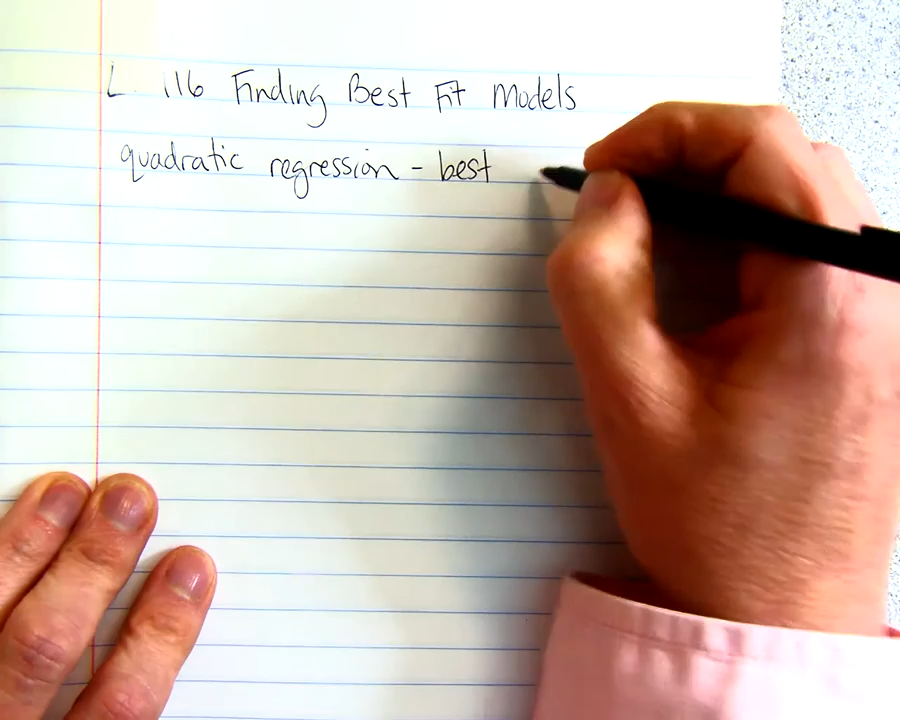 L. 116 Finding Best Fit Models
quadratic regression - best